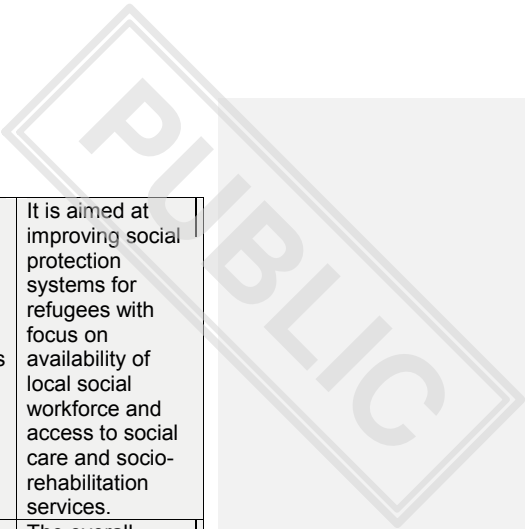 PUBLIC
It is aimed at
improving social
protection
systems for
refugees with
focus on
s availability of
local social
workforce and
access to social
care and socio-
rehabilitation
services.
The overall